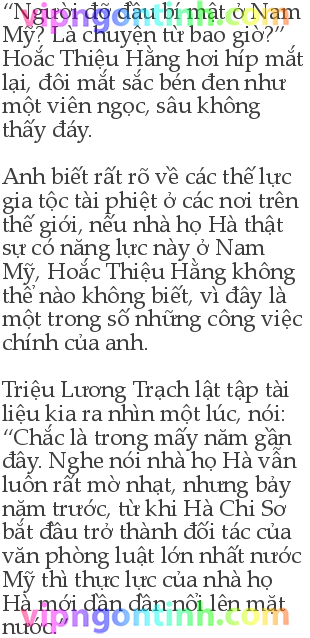 “Người đỡ đầu bí mật ở Nam
Mỹ? Là chuyện từ bao giờ?”
Hoắc Thiệu Hằng hơi híp mắt
lại, đôi mắt sắc bén đen như
một viên ngọc, sâu không
thấy đáy.
Anh biết rất rõ về các thế lực
gia tộc tài phiệt ở các nơi trên
thế giới, nếu nhà họ Hà thật
sự có năng lực này ở Nam
Mỹ, Hoắc Thiệu Hằng không
thể nào không biết, vì đây là
một trong số những công việc
chính của anh.
Triệu Lương Trạch lật tập tài
liệu kia ra nhìn một lúc, nói:
“Chắc là trong mấy năm gần
đây. Nghe nói nhà họ Hà vẫn
luôn rất mờ nhạt, nhưng bảy
năm trước, từ khi Hà Chi Sơ
bắt đầu trở thành đối tác của
văn phòng luật lớn nhất nước
Mỹ thì thực lực của nhà họ
Hà mới dần dần nổi lên mặt
nước.”
vipngontinh.com
vipngontinh.com